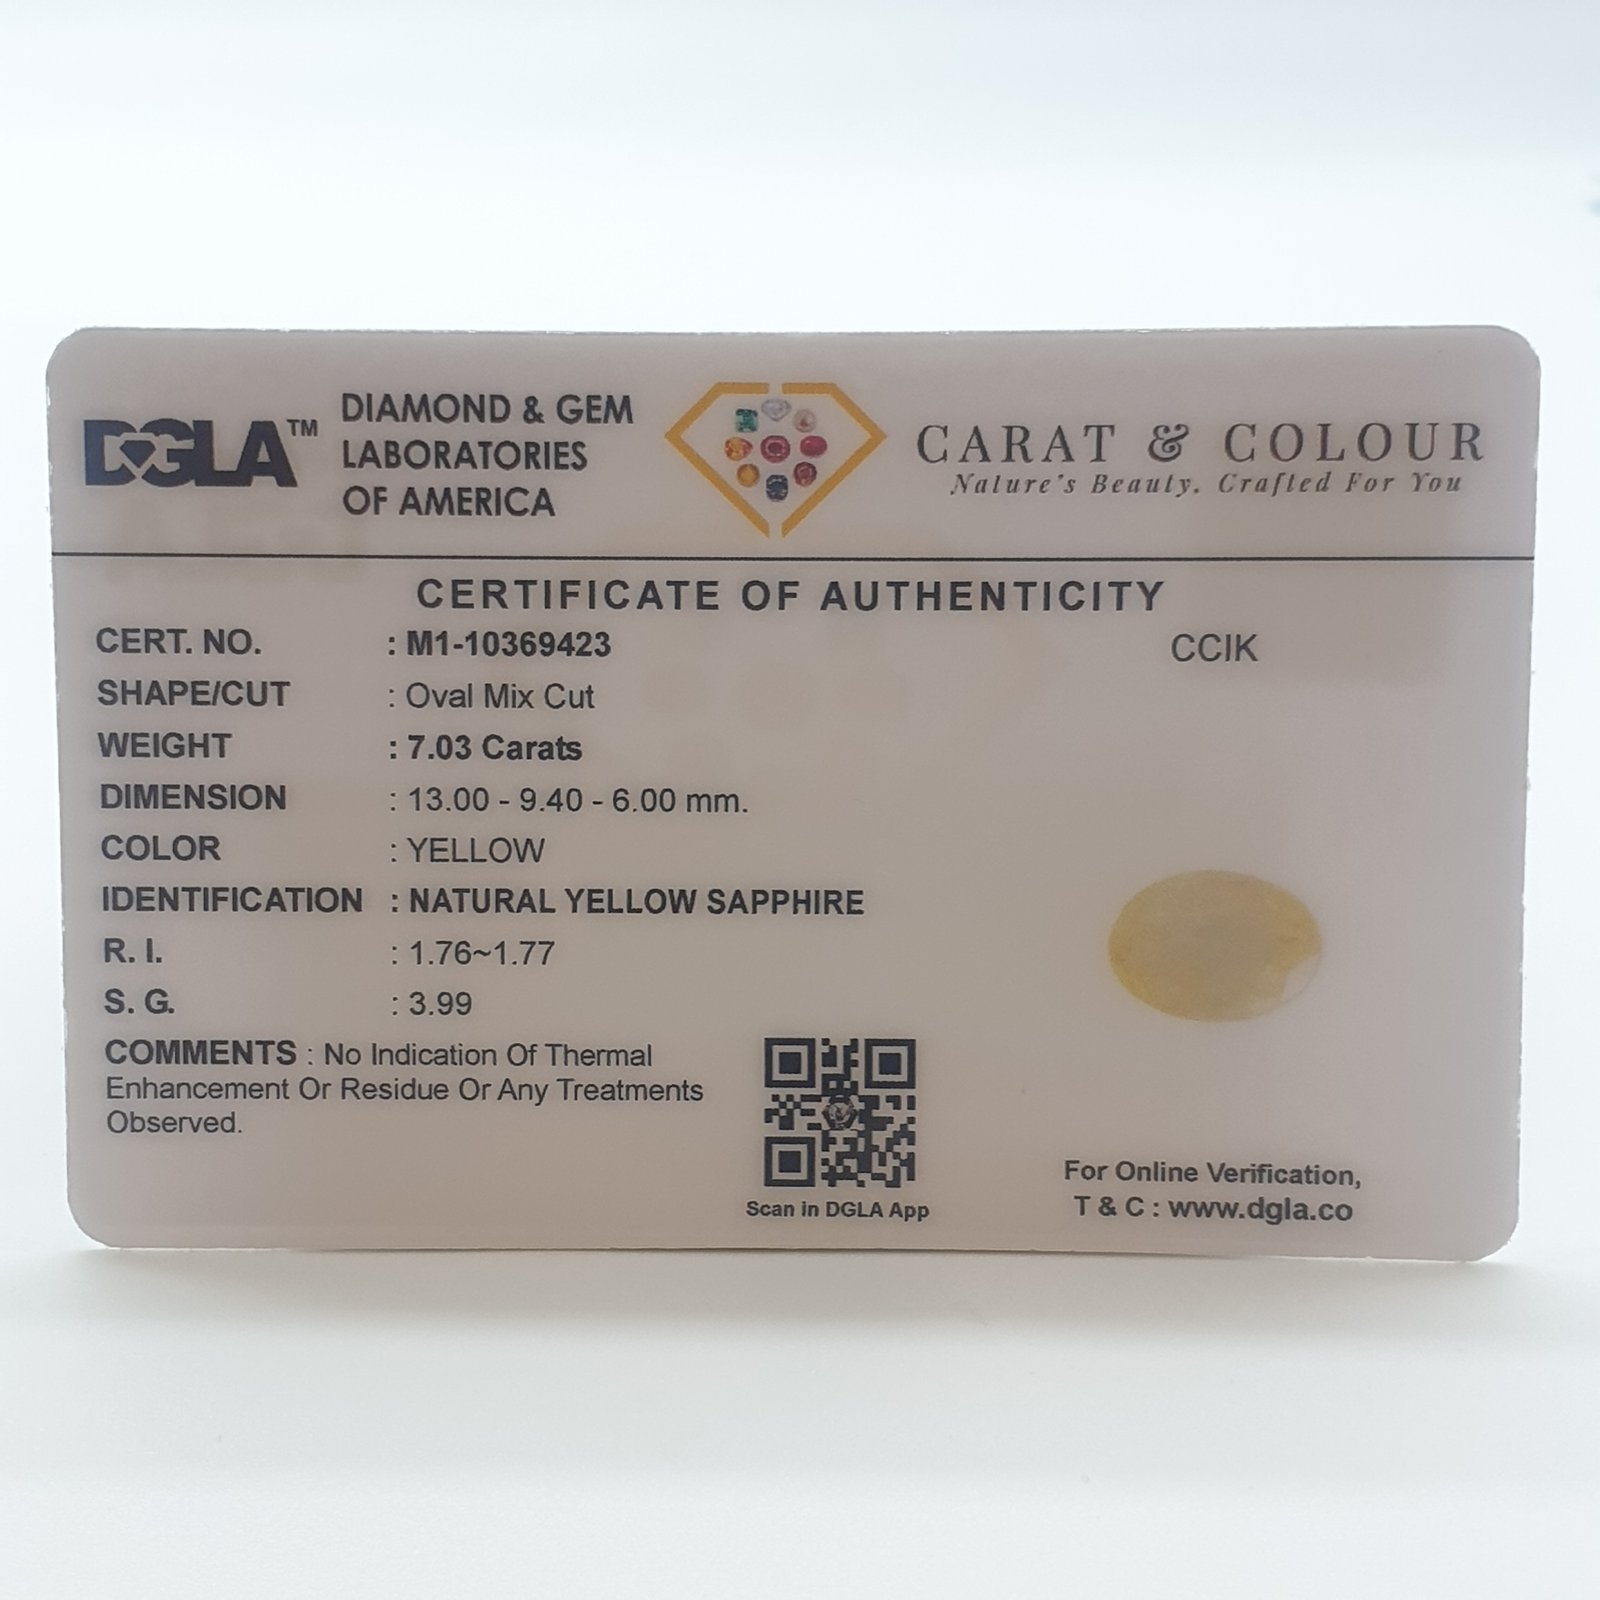 DGLA™
DIAMOND & GEM
LABORATORIES
OF AMERICA
CARAT & COLOUR
Nature's Beauty, Crafted For You
CERTIFICATE OF AUTHENTICITY
CERT. NO. : M1-10369423
CCIK
SHAPE/CUT : Oval Mix Cut
WEIGHT : 7.03 Carats
DIMENSION : 13.00 - 9.40 - 6.00 mm.
COLOR : YELLOW
IDENTIFICATION : NATURAL YELLOW SAPPHIRE
R. I. : 1.76~1.77
S. G. : 3.99
COMMENTS : No Indication Of Thermal
Enhancement Or Residue Or Any Treatments
Observed.
Scan in DGLA App
For Online Verification,
T & C : www.dgla.co